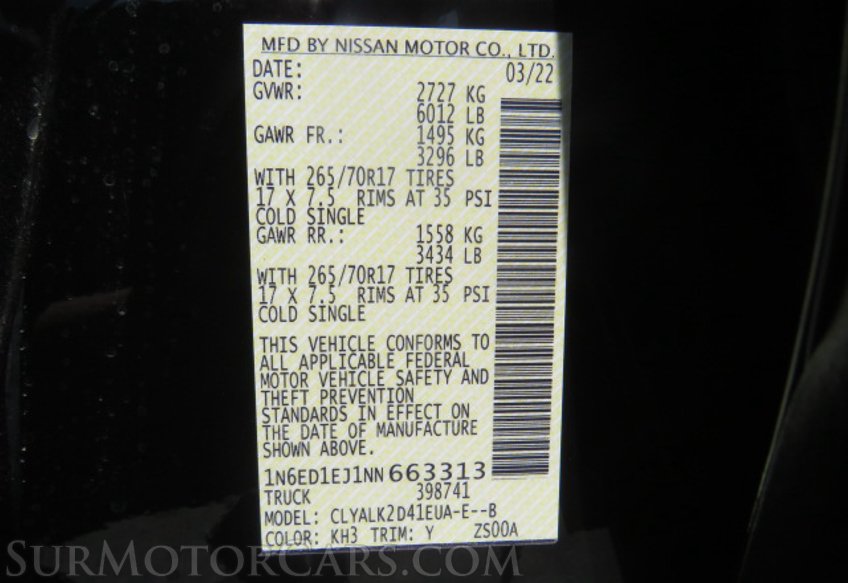 MFD BY NISSAN MOTOR CO., LTD.
DATE: 03/22
GVWR: 2727 KG
6012 LB
GAWR FR.: 1495 KG
3296 LB
WITH 265/70R17 TIRES
17 X 7.5 RIMS AT 35 PSI
COLD SINGLE
GAWR RR.: 1558 KG
3434 LB
WITH 265/70R17 TIRES
17 X 7.5 RIMS AT 35 PSI
COLD SINGLE
THIS VEHICLE CONFORMS TO
ALL APPLICABLE FEDERAL
MOTOR VEHICLE SAFETY AND
THEFT PREVENTION
STANDARDS IN EFFECT ON
THE DATE OF MANUFACTURE
SHOWN ABOVE.
1N6ED1EJ1NN663313
TRUCK 398741
MODEL: CLYALK2D41EUA-E--B
COLOR: KH3 TRIM: Y ZS00A
SURMOTORCARS.COM